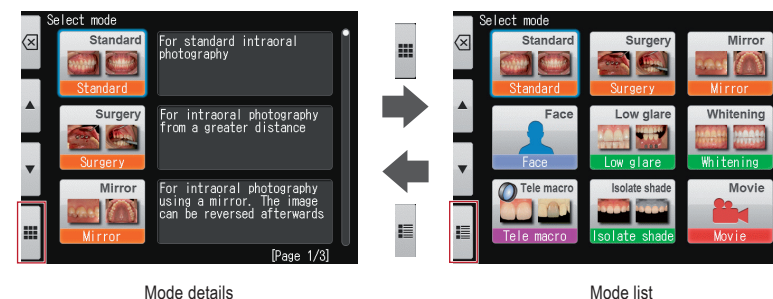 Select mode
Standard
Standard
For standard intraoral
photography
Surgery
Surgery
For intraoral photography
from a greater distance
Mirror
Mirror
For intraoral photography
using a mirror. The image
can be reversed afterwards
[Page 1/3]
Mode details
Select mode
Standard
Standard
Surgery
Surgery
Mirror
Mirror
Face
Face
Low glare
Low glare
Whitening
Whitening
Tele macro
Tele macro
Isolate shade
Isolate shade
Movie
Movie
Mode list